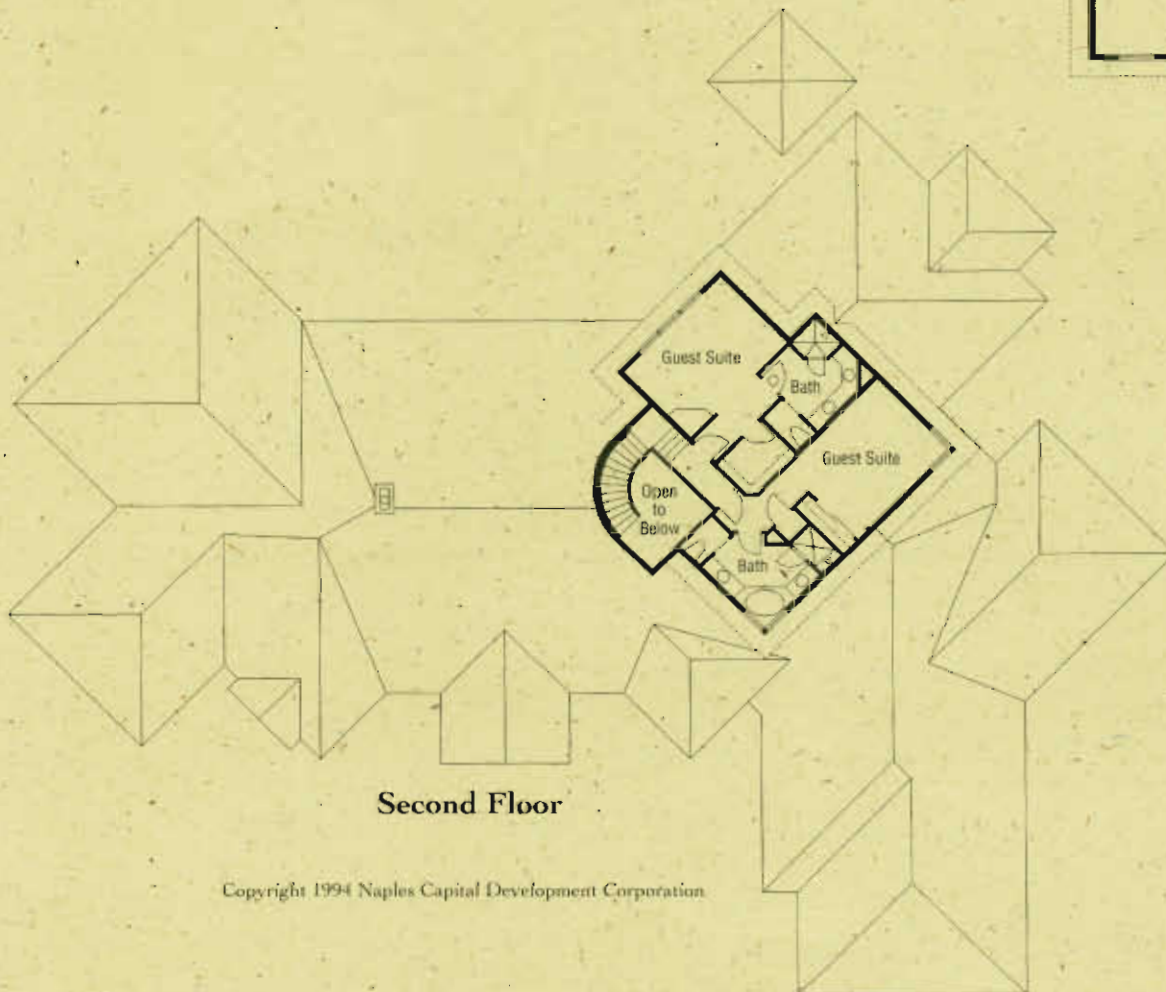 Guest Suite
Bath
Guest Suite
Open
to
Below
Bath
Second Floor
Copyright 1994 Naples Capital Development Corporation